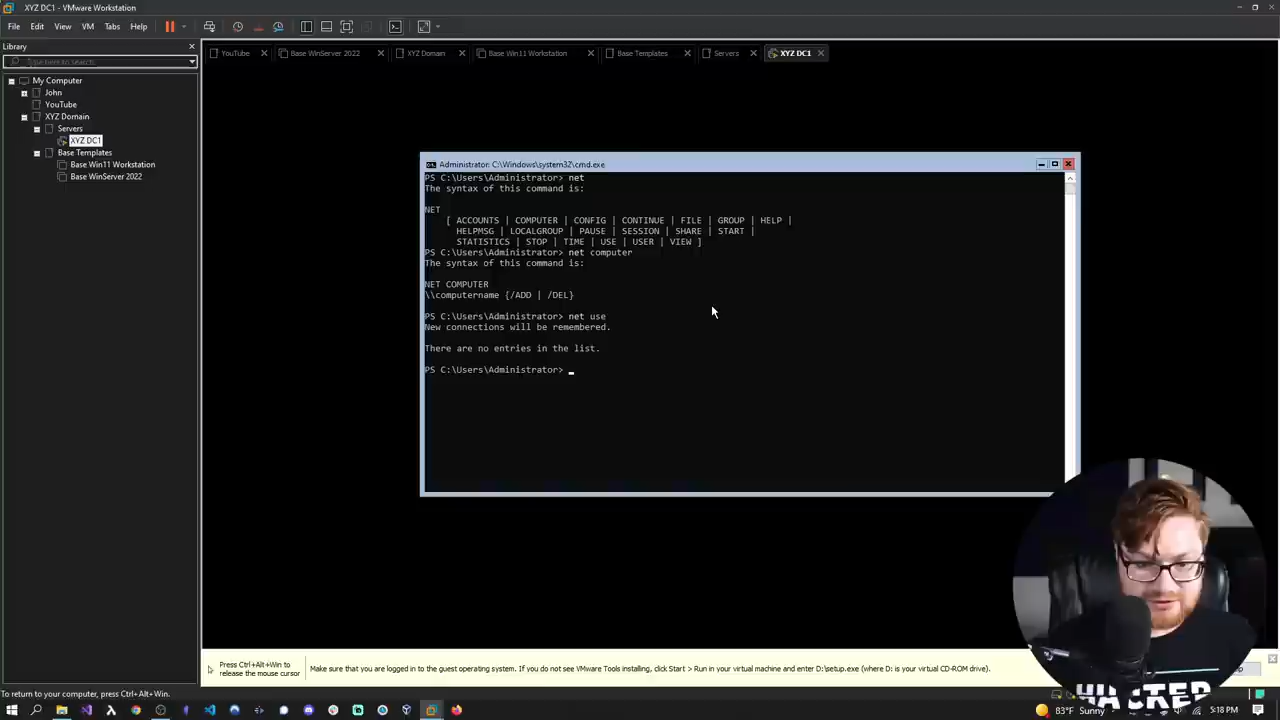 XYZ DC1 - VMware Workstation
File Edit View VM Tabs Help
Library
Type here to search
My Computer
John
YouTube
XYZ Domain
Servers
XYZ DC1
Base Templates
Base Win11 Workstation
Base WinServer 2022
YouTube Base WinServer 2022 XYZ Domain Base Win11 Workstation Base Templates Servers XYZ DC1
Administrator: C:\Windows\system32\cmd.exe
PS C:\Users\Administrator> net
The syntax of this command is:
NET
[ ACCOUNTS | COMPUTER | CONFIG | CONTINUE | FILE | GROUP | HELP |
HELPMSG | LOCALGROUP | PAUSE | SESSION | SHARE | START |
STATISTICS | STOP | TIME | USE | USER | VIEW ]
PS C:\Users\Administrator> net computer
The syntax of this command is:
NET COMPUTER
\\computername {/ADD | /DEL}
PS C:\Users\Administrator> net use
New connections will be remembered.
There are no entries in the list.
PS C:\Users\Administrator> _
Press Ctrl+Alt+Win to
release the mouse cursor
Make sure that you are logged in to the guest operating system. If you do not see VMware Tools installing, click Start > Run in your virtual machine and enter D:\setup.exe (where D: is your virtual CD-ROM drive).
HACKER
To return to your computer, press Ctrl+Alt+Win.
83°F Sunny
5:18 PM